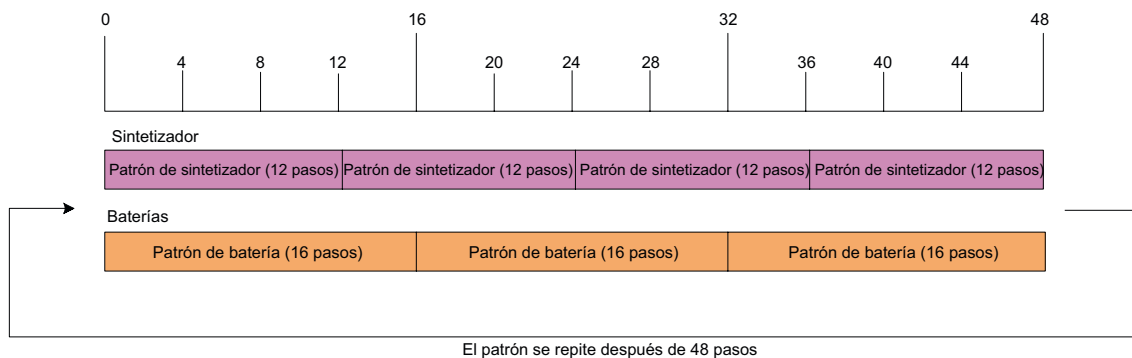 0 16 32 48
4 8 12 20 24 28 36 40 44
Sintetizador
Patrón de sintetizador (12 pasos) Patrón de sintetizador (12 pasos) Patrón de sintetizador (12 pasos) Patrón de sintetizador (12 pasos)
Baterías
Patrón de batería (16 pasos) Patrón de batería (16 pasos) Patrón de batería (16 pasos)
El patrón se repite después de 48 pasos